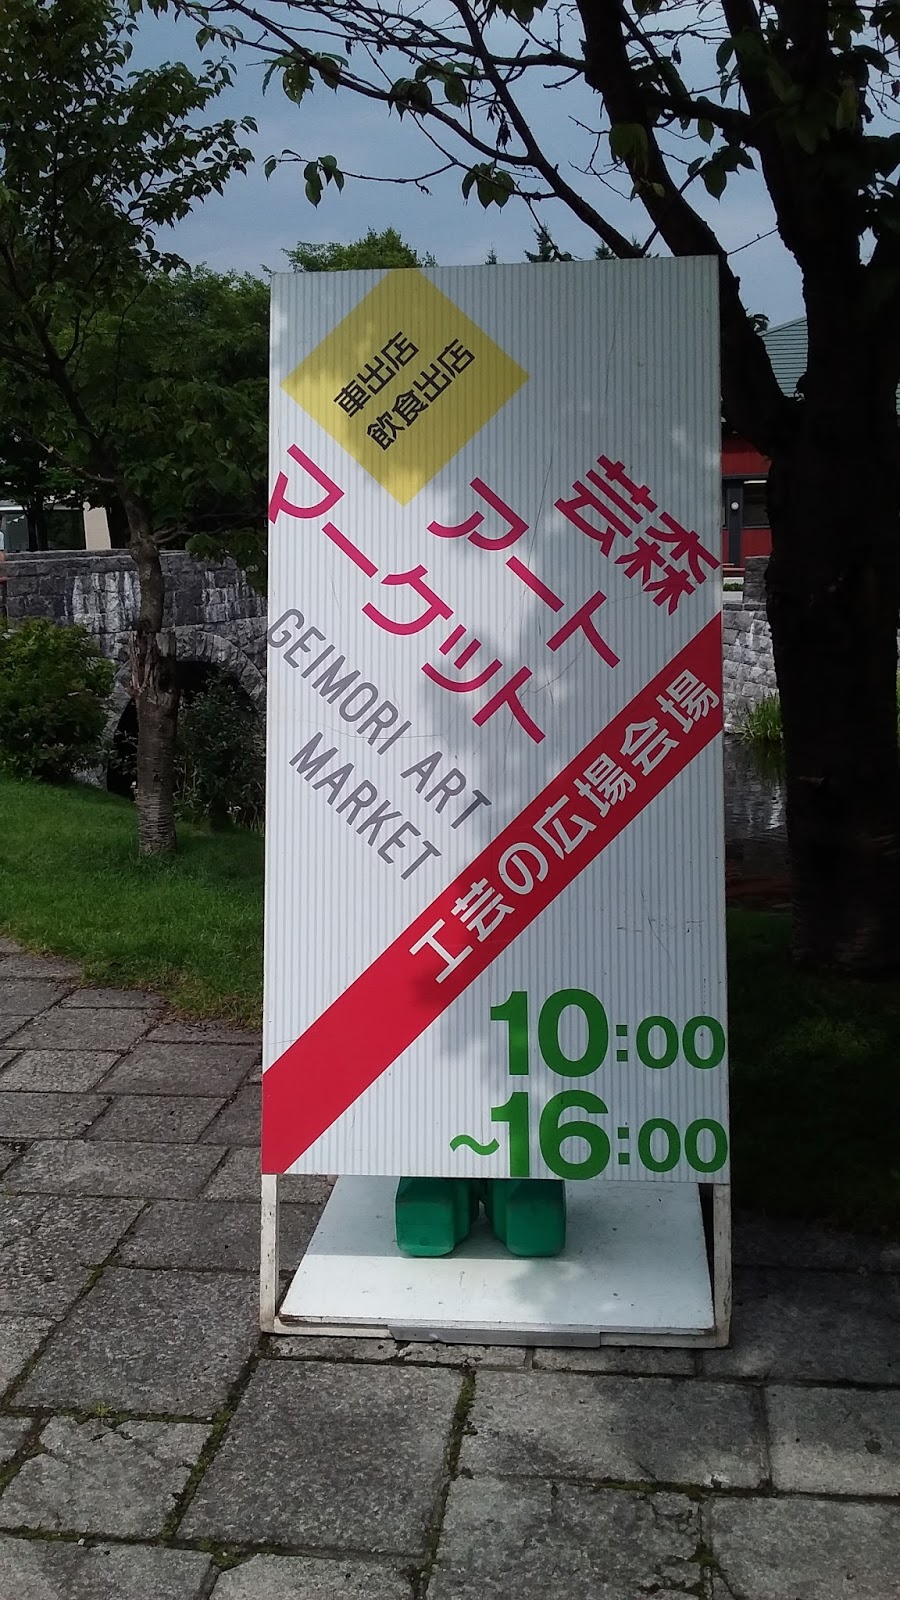 車出店
飲食出店
芸森
アート
マーケット
GEIMORI ART
MARKET
工芸の広場会場
10:00
~16:00